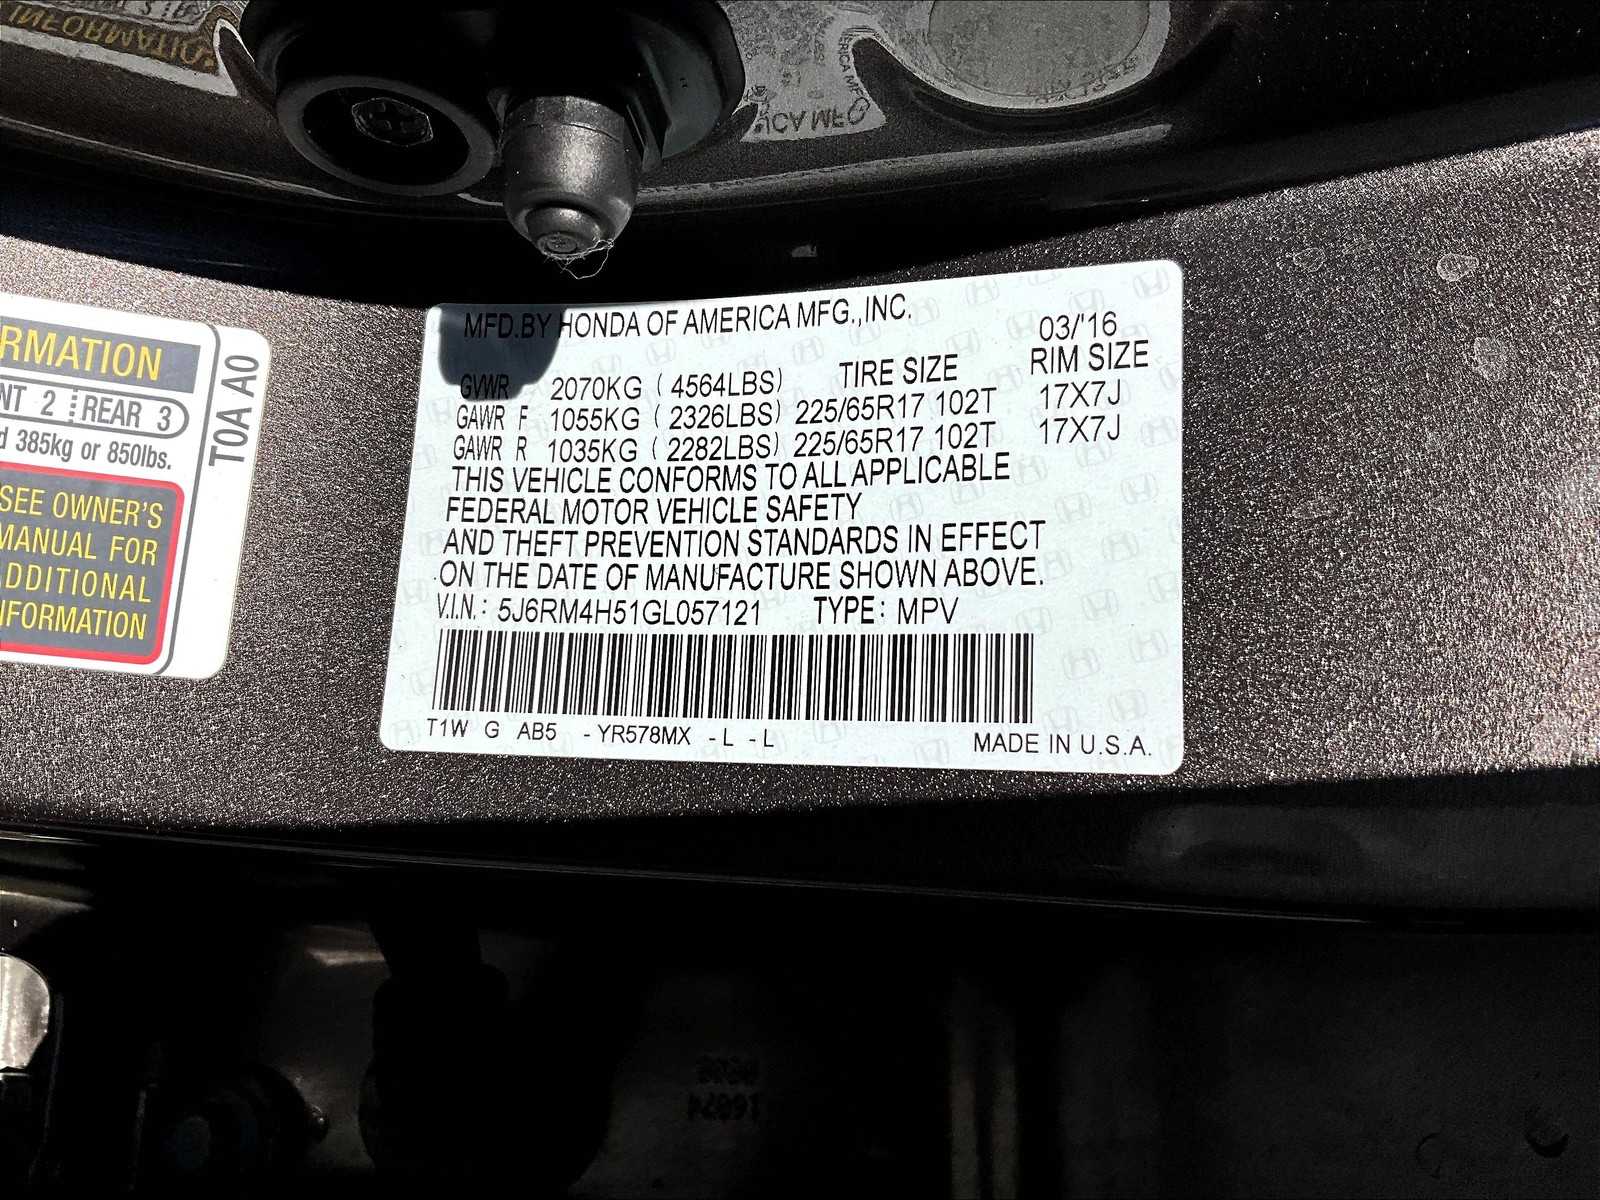 RMATION
NT 2 REAR 3
d 385kg or 850lbs.
SEE OWNER'S
MANUAL FOR
ADDITIONAL
INFORMATION
T0A A0
MFD.BY HONDA OF AMERICA MFG.,INC. 03/'16
GVWR 2070KG (4564LBS) TIRE SIZE RIM SIZE
GAWR F 1055KG (2326LBS) 225/65R17 102T 17X7J
GAWR R 1035KG (2282LBS) 225/65R17 102T 17X7J
THIS VEHICLE CONFORMS TO ALL APPLICABLE
FEDERAL MOTOR VEHICLE SAFETY
AND THEFT PREVENTION STANDARDS IN EFFECT
ON THE DATE OF MANUFACTURE SHOWN ABOVE.
V.I.N.: 5J6RM4H51GL057121 TYPE: MPV
T1W G AB5 -YR578MX -L -L
MADE IN U.S.A.